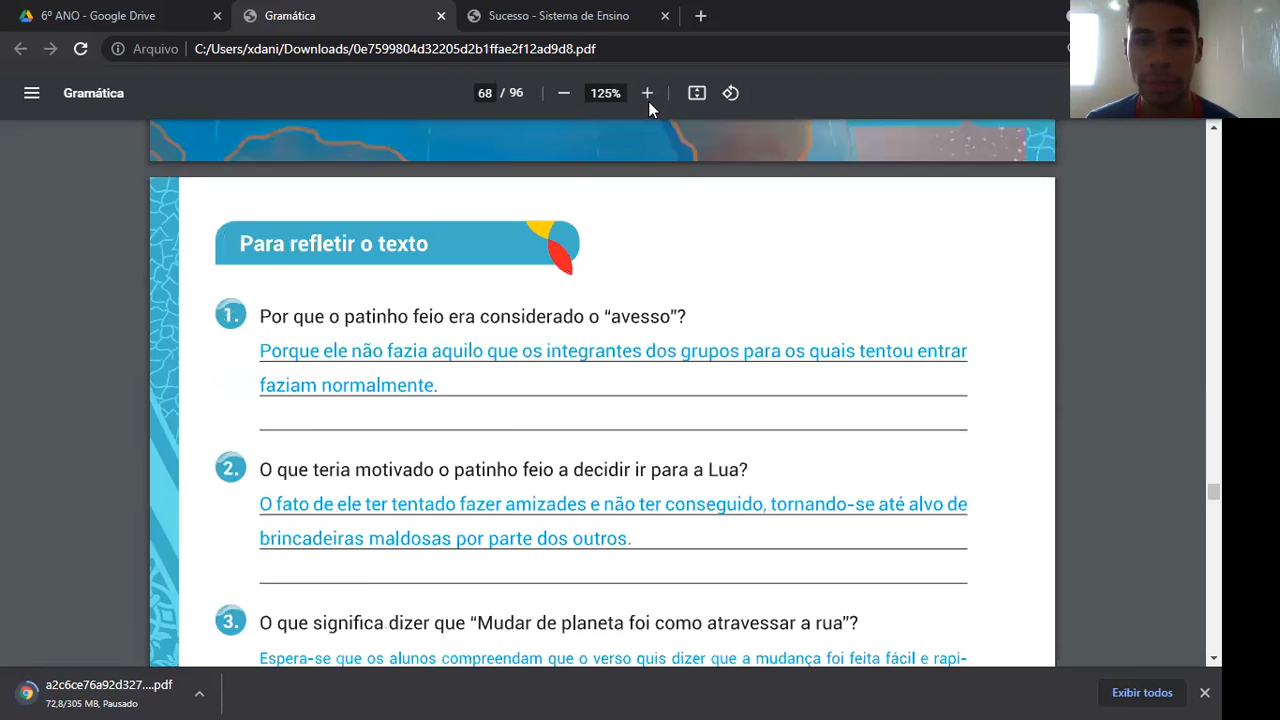 6º ANO - Google Drive
Gramática
Sucesso - Sistema de Ensino
Arquivo
C:/Users/xdani/Downloads/0e7599804d32205d2b1ffae2f12ad9d8.pdf
Gramática
68 / 96
125%
Para refletir o texto
1. Por que o patinho feio era considerado o “avesso”?
Porque ele não fazia aquilo que os integrantes dos grupos para os quais tentou entrar
faziam normalmente.
2. O que teria motivado o patinho feio a decidir ir para a Lua?
O fato de ele ter tentado fazer amizades e não ter conseguido, tornando-se até alvo de
brincadeiras maldosas por parte dos outros.
3. O que significa dizer que “Mudar de planeta foi como atravessar a rua”?
Espera-se que os alunos compreendam que o verso quis dizer que a mudança foi feita fácil e rapi-
a2c6ce76a92d327....pdf
72,8/305 MB, Pausado
Exibir todos